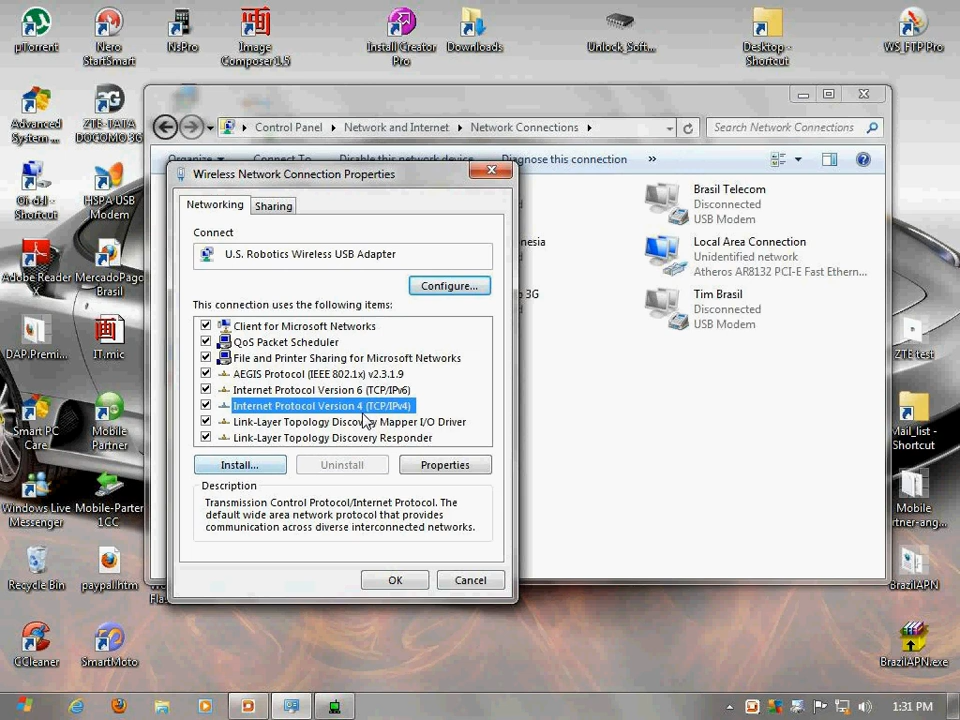 µTorrent
Nero
StartSmart
NsPro
Image
Composer1.5
Install Creator
Pro
Downloads
Unlock_Soft...
Desktop -
Shortcut
WS_FTP Pro
Advanced
System ...
ZTE-TATA
DOCOMO 3G
Oi dsl -
Shortcut
HSPA USB
Modem
Adobe Reader
X
MercadoPago
Brasil
DAP.Premi...
IT.mic
Smart PC
Care
Mobile
Partner
Windows Live
Messenger
Mobile-Parter
1CC
Recycle Bin
paypal.htm
CCleaner
SmartMoto
ZTE test
Mail_list -
Shortcut
Mobile
BrazilAPN
BrazilAPN.exe
Control Panel
Network and Internet
Network Connections
Search Network Connections
Organize
Connect To
Disable this network device
Diagnose this connection
»
Brasil Telecom
Disconnected
USB Modem
Local Area Connection
Unidentified network
Atheros AR8132 PCI-E Fast Ethern...
Tim Brasil
Disconnected
USB Modem
3G
Wireless Network Connection Properties
Networking
Sharing
Connect
U.S. Robotics Wireless USB Adapter
Configure...
This connection uses the following items:
Client for Microsoft Networks
QoS Packet Scheduler
File and Printer Sharing for Microsoft Networks
AEGIS Protocol (IEEE 802.1x) v2.3.1.9
Internet Protocol Version 6 (TCP/IPv6)
Internet Protocol Version 4 (TCP/IPv4)
Link-Layer Topology Discovery Mapper I/O Driver
Link-Layer Topology Discovery Responder
Install...
Uninstall
Properties
Description
Transmission Control Protocol/Internet Protocol. The
default wide area network protocol that provides
communication across diverse interconnected networks.
OK
Cancel
1:31 PM